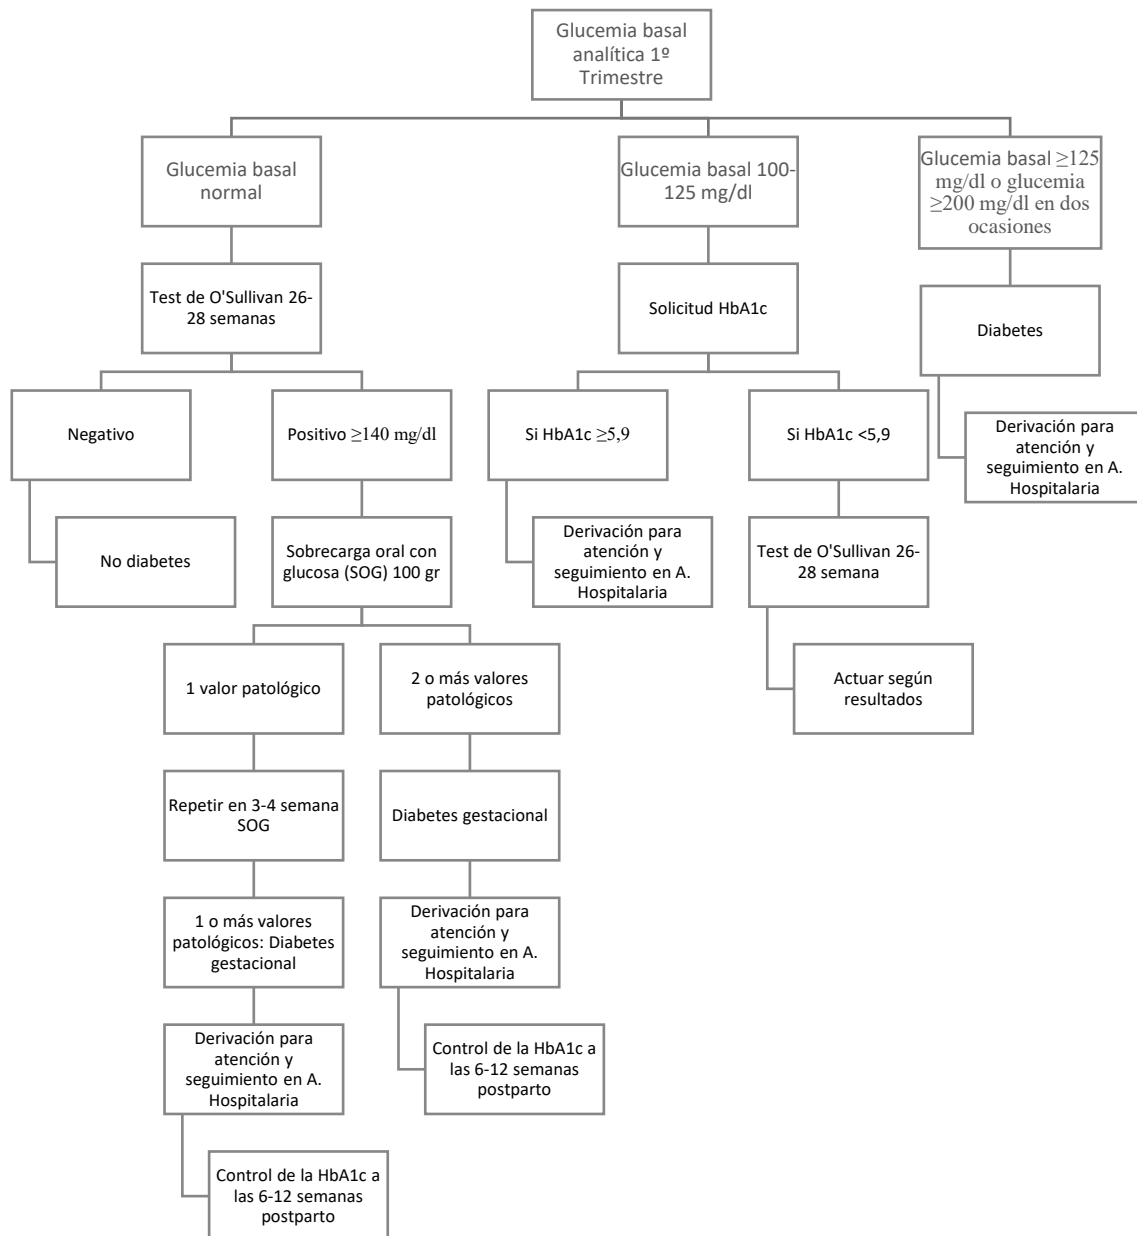 Glucemia basal
analítica 1º
Trimestre
Glucemia basal
normal
Glucemia basal 100-
125 mg/dl
Glucemia basal ≥125
mg/dl o glucemia
≥200 mg/dl en dos
ocasiones
Test de O'Sullivan 26-
28 semanas
Solicitud HbA1c
Diabetes
Negativo
Positivo ≥140 mg/dl
Si HbA1c ≥5,9
Si HbA1c <5,9
Derivación para
atención y
seguimiento en A.
Hospitalaria
No diabetes
Sobrecarga oral con
glucosa (SOG) 100 gr
Derivación para
atención y
seguimiento en A.
Hospitalaria
Test de O'Sullivan 26-
28 semana
1 valor patológico
2 o más valores
patológicos
Actuar según
resultados
Repetir en 3-4 semana
SOG
Diabetes gestacional
1 o más valores
patológicos: Diabetes
gestacional
Derivación para
atención y
seguimiento en A.
Hospitalaria
Derivación para
atención y
seguimiento en A.
Hospitalaria
Control de la HbA1c a
las 6-12 semanas
postparto
Control de la HbA1c a
las 6-12 semanas
postparto